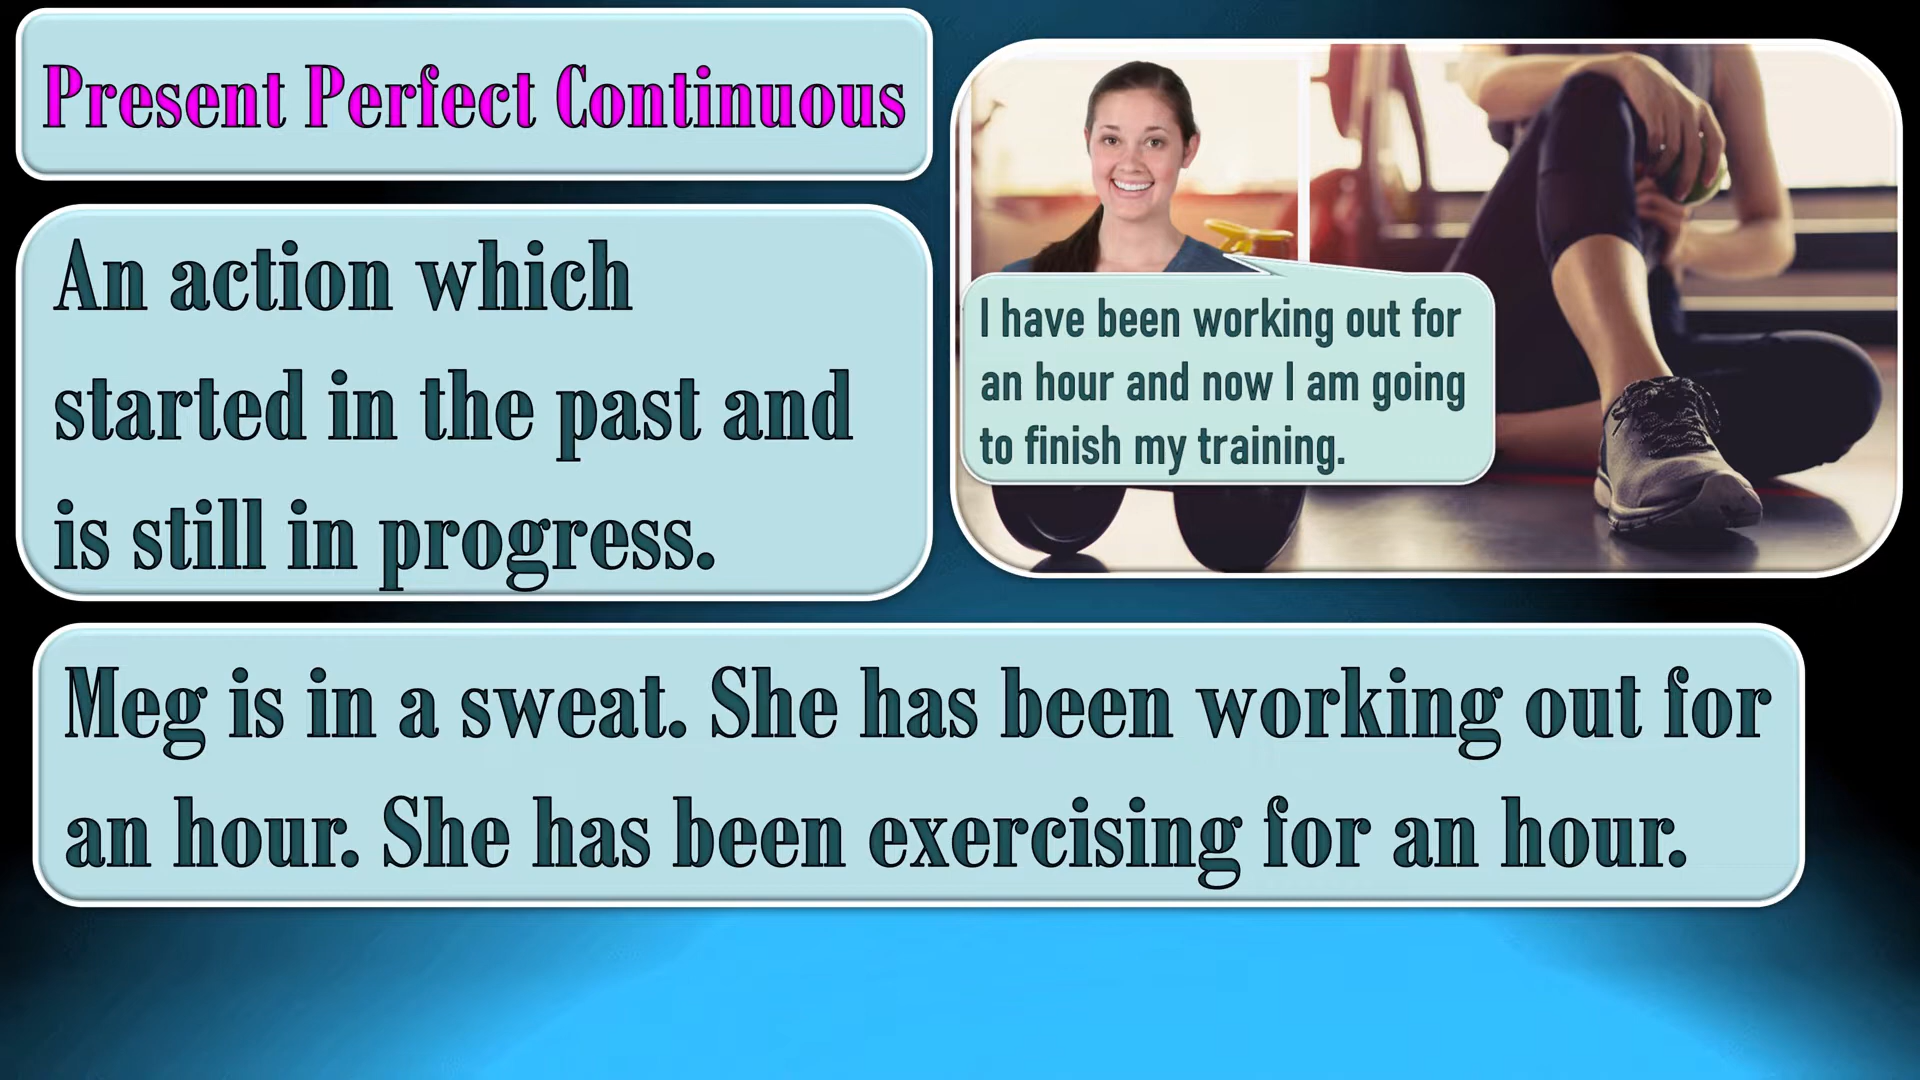 Present Perfect Continuous
An action which
started in the past and
is still in progress.
I have been working out for
an hour and now I am going
to finish my training.
Meg is in a sweat. She has been working out for
an hour. She has been exercising for an hour.